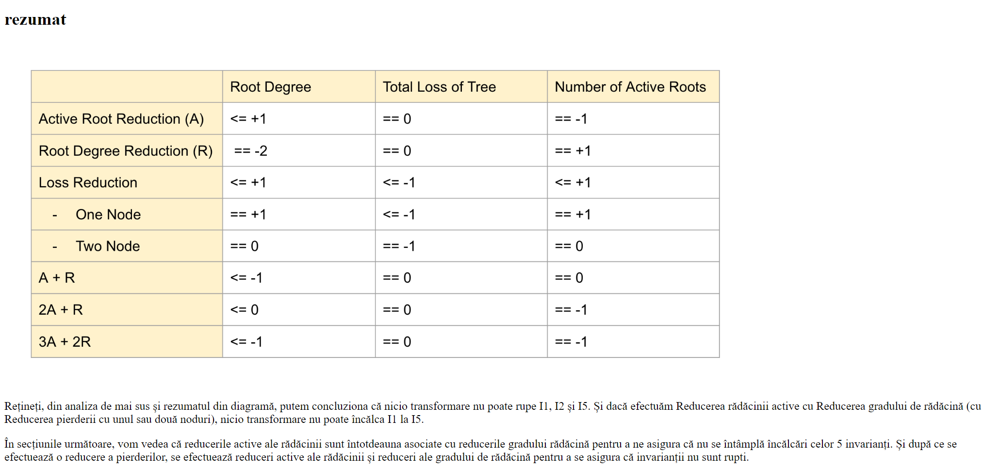 rezumat
Root Degree Total Loss of Tree Number of Active Roots
Active Root Reduction (A) <= +1 == 0 == -1
Root Degree Reduction (R) == -2 == 0 == +1
Loss Reduction <= +1 <= -1 <= +1
- One Node == +1 <= -1 == +1
- Two Node == 0 == -1 == 0
A + R <= -1 == 0 == 0
2A + R <= 0 == 0 == -1
3A + 2R <= -1 == 0 == -1
Rețineți, din analiza de mai sus și rezumatul din diagramă, putem concluziona că nicio transformare nu poate rupe I1, I2 și I5. Și dacă efectuăm Reducerea rădăcinii active cu Reducerea gradului de rădăcină (cu
Reducerea pierderii cu unul sau două noduri), nicio transformare nu poate încălca I1 la I5.
În secțiunile următoare, vom vedea că reducerile active ale rădăcinii sunt întotdeauna asociate cu reducerile gradului rădăcină pentru a ne asigura că nu se întâmplă încălcări celor 5 invarianți. Și după ce se
efectuează o reducere a pierderilor, se efectuează reduceri active ale rădăcinii și reduceri ale gradului de rădăcină pentru a se asigura că invarianții nu sunt rupti.